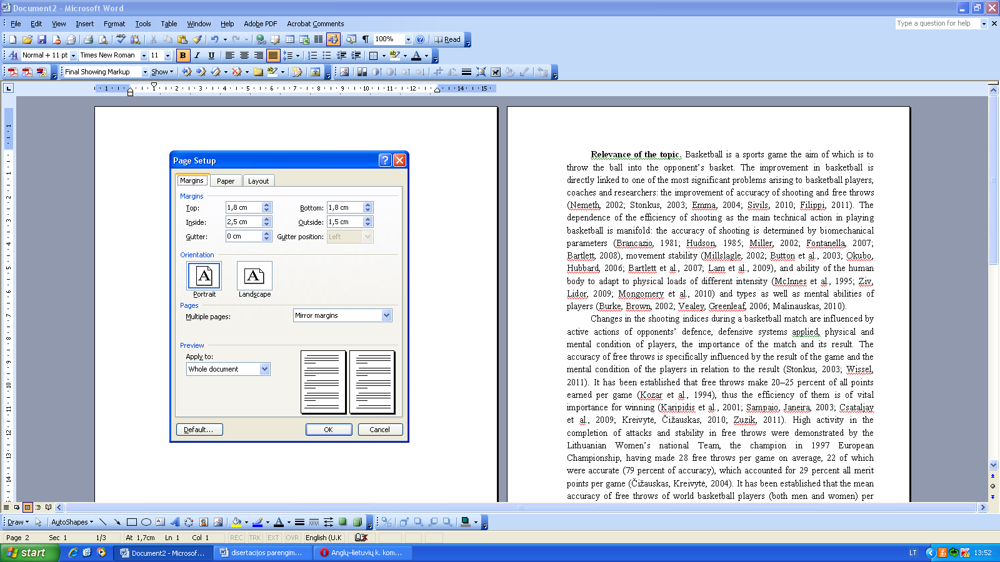 Document2 - Microsoft Word
File Edit View Insert Format Tools Table Window Help Adobe PDF Acrobat Comments
Type a question for help
100% Read
Normal + 11 pt Times New Roman 11 B I U
Final Showing Markup Show
1 1 2 3 4 5 6 7 8 9 10 11 12 14 15
Page Setup
Margins Paper Layout
Margins
Top: 1,8 cm Bottom: 1,8 cm
Inside: 2,5 cm Outside: 1,5 cm
Gutter: 0 cm Gutter position: Left
Orientation
Portrait Landscape
Pages
Multiple pages: Mirror margins
Preview
Apply to:
Whole document
Default... OK Cancel
Relevance of the topic. Basketball is a sports game the aim of which is to
throw the ball into the opponent's basket. The improvement in basketball is
directly linked to one of the most significant problems arising to basketball players,
coaches and researchers: the improvement of accuracy of shooting and free throws
(Nemeth, 2002; Stonkus, 2003; Emma, 2004; Sivils, 2010; Filippi, 2011). The
dependence of the efficiency of shooting as the main technical action in playing
basketball is manifold: the accuracy of shooting is determined by biomechanical
parameters (Brancazio, 1981; Hudson, 1985; Miller, 2002; Fontanella, 2007;
Bartlett, 2008), movement stability (Millslagle, 2002; Button et al., 2003; Okubo,
Hubbard, 2006; Bartlett et al., 2007; Lam et al., 2009), and ability of the human
body to adapt to physical loads of different intensity (McInnes et al., 1995; Ziv,
Lidor, 2009; Mongomery et al., 2010) and types as well as mental abilities of
players (Burke, Brown, 2002; Vealey, Greenleaf, 2006; Malinauskas, 2010).
Changes in the shooting indices during a basketball match are influenced by
active actions of opponents' defence, defensive systems applied, physical and
mental condition of players, the importance of the match and its result. The
accuracy of free throws is specifically influenced by the result of the game and the
mental condition of the players in relation to the result (Stonkus, 2003; Wissel,
2011). It has been established that free throws make 20–25 percent of all points
earned per game (Kozar et al., 1994), thus the efficiency of them is of vital
importance for winning (Karipidis et al., 2001; Sampaio, Janeira, 2003; Csataljay
et al., 2009; Kreivytė, Čižauskas, 2010; Zuzik, 2011). High activity in the
completion of attacks and stability in free throws were demonstrated by the
Lithuanian Women's national Team, the champion in 1997 European
Championship, having made 28 free throws per game on average, 22 of which
were accurate (79 percent of accuracy), which accounted for 29 percent all merit
points per game (Čižauskas, Kreivytė, 2004). It has been established that the mean
accuracy of free throws of world basketball players (both men and women) per
Draw AutoShapes
Page 2 Sec 1 1/3 At 1,7cm Ln 1 Col 1 REC TRK EXT OVR English (U.K
start Document2 - Microsof... disertacijos parengim... Anglų–lietuvių k. kom... LT 13:52